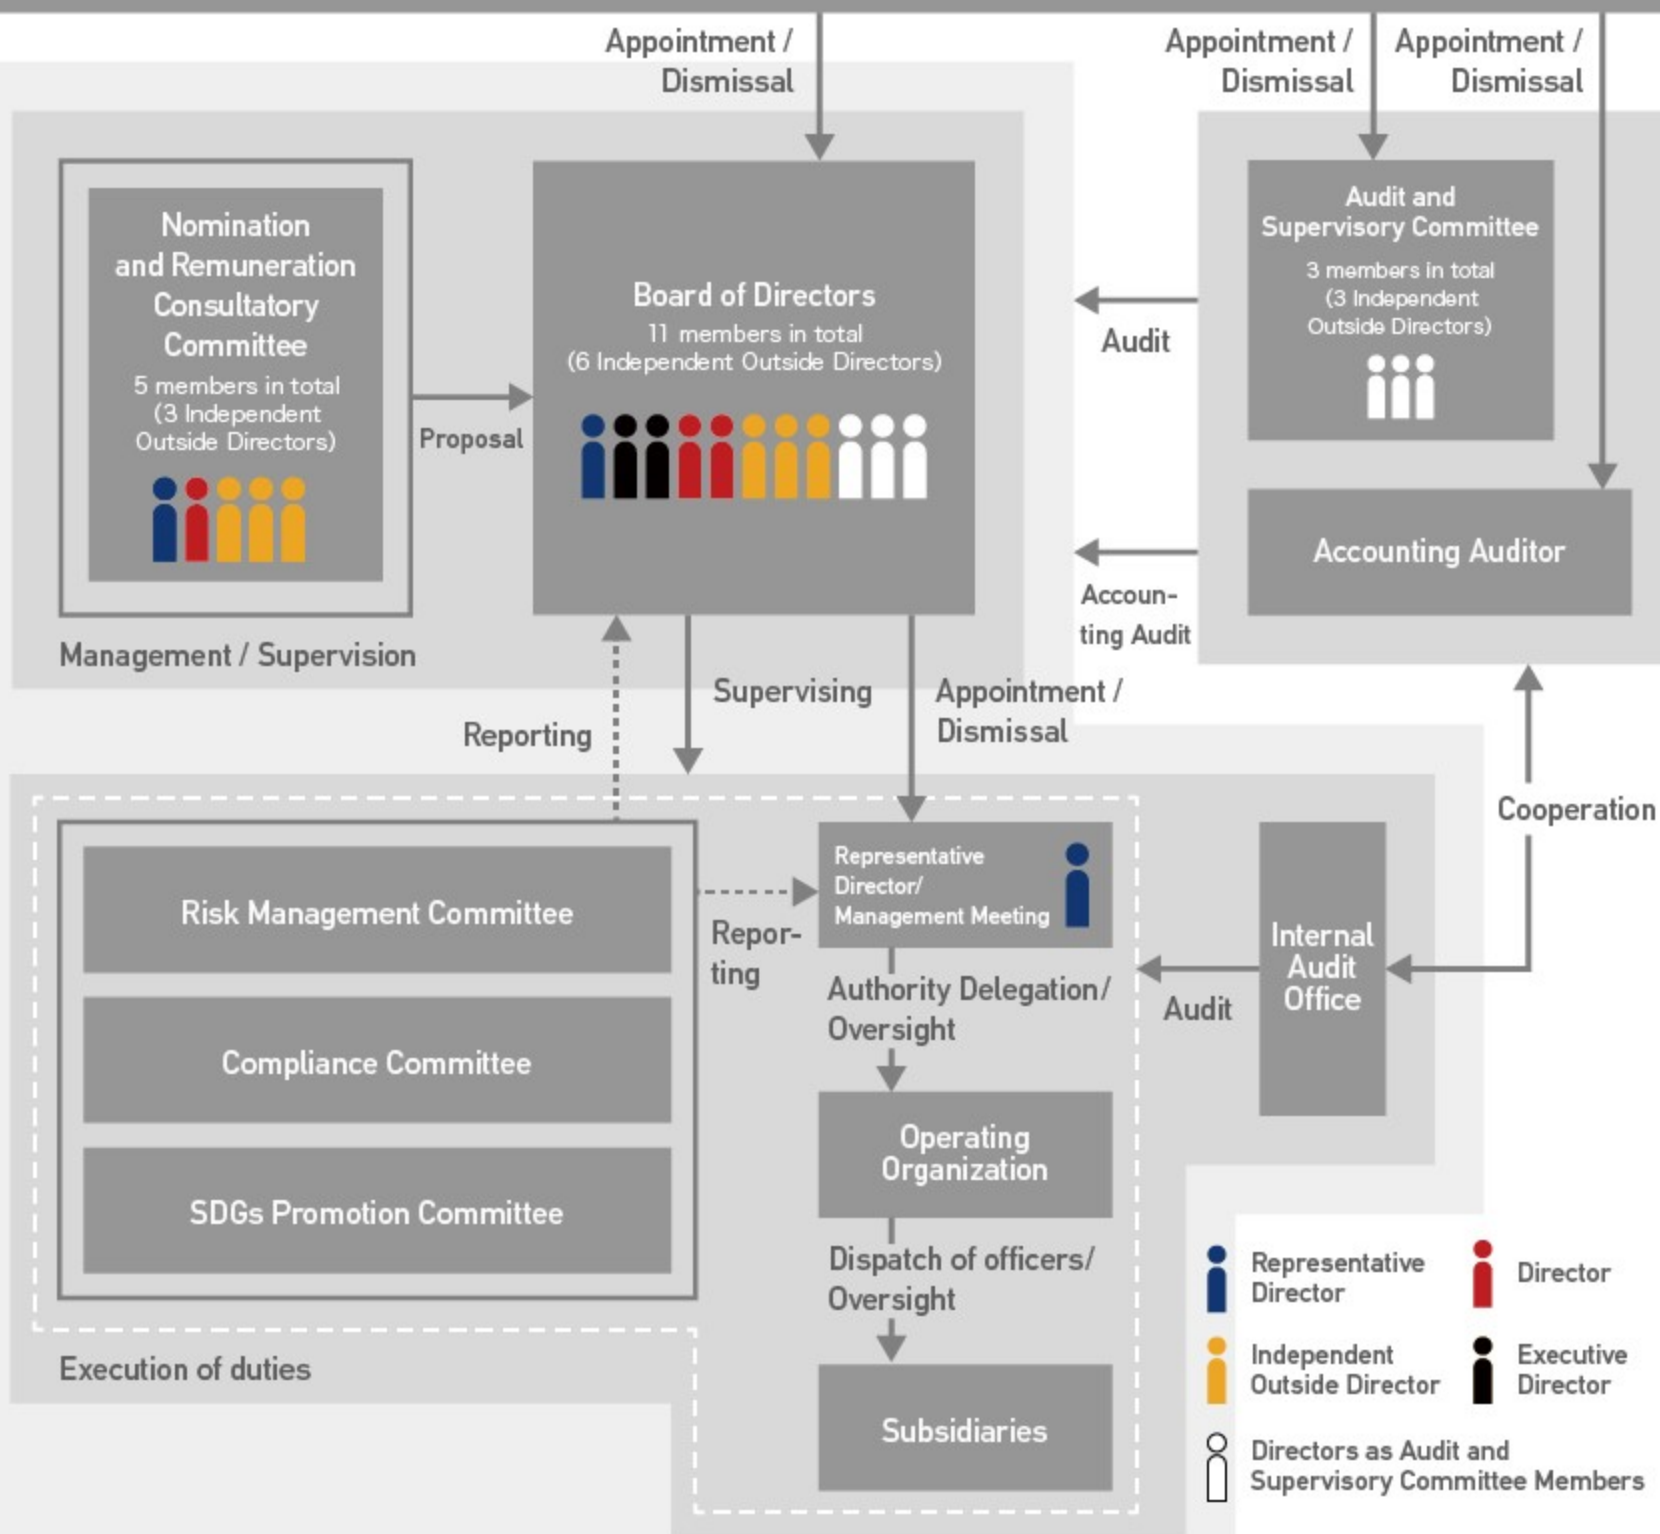 Appointment /
Dismissal
Appointment /
Dismissal
Appointment /
Dismissal
Nomination
and Remuneration
Consultatory
Committee
5 members in total
(3 Independent
Outside Directors)
Management / Supervision
Proposal
Board of Directors
11 members in total
(6 Independent Outside Directors)
Audit
Accoun-
ting Audit
Audit and
Supervisory Committee
3 members in total
(3 Independent
Outside Directors)
Accounting Auditor
Reporting
Supervising
Appointment /
Dismissal
Cooperation
Risk Management Committee
Compliance Committee
SDGs Promotion Committee
Execution of duties
Repor-
ting
Representative
Director/
Management Meeting
Authority Delegation/
Oversight
Operating
Organization
Dispatch of officers/
Oversight
Subsidiaries
Audit
Internal
Audit
Office
Representative
Director
Director
Independent
Outside Director
Executive
Director
Directors as Audit and
Supervisory Committee Members